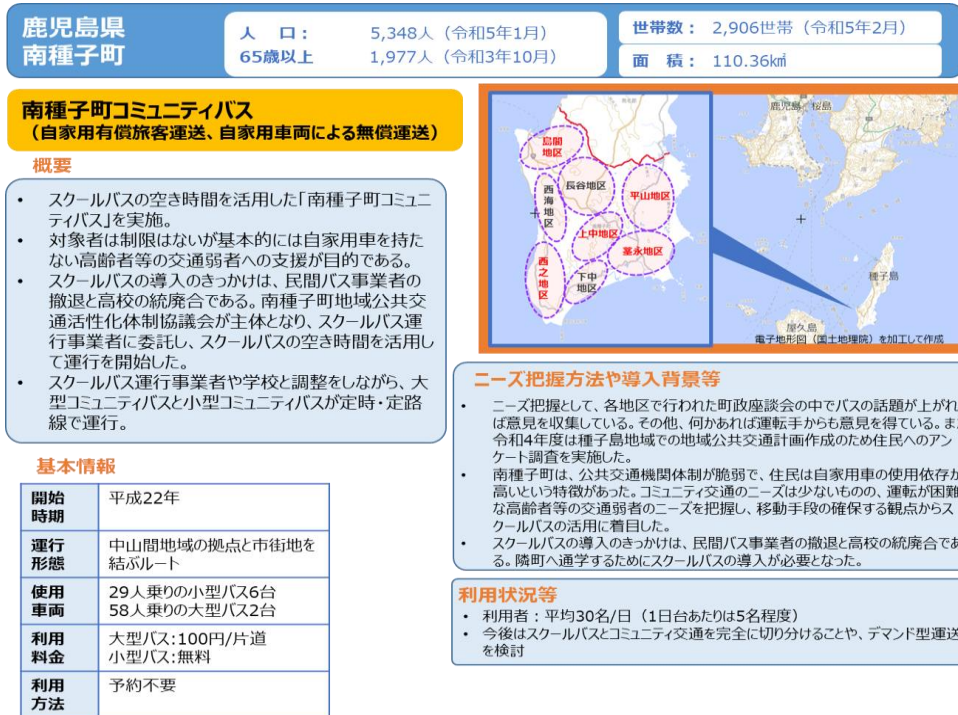 鹿児島県
南種子町
人　口： 5,348人（令和5年1月）
65歳以上 1,977人（令和3年10月）
世帯数： 2,906世帯（令和5年2月）
面　積： 110.36㎢
南種子町コミュニティバス
（自家用有償旅客運送、自家用車両による無償運送）
概要
• スクールバスの空き時間を活用した「南種子町コミュニ
ティバス」を実施。
• 対象者は制限はないが基本的には自家用車を持た
ない高齢者等の交通弱者への支援が目的である。
• スクールバスの導入のきっかけは、民間バス事業者の
撤退と高校の統廃合である。南種子町地域公共交
通活性化体制協議会が主体となり、スクールバス運
行事業者に委託し、スクールバスの空き時間を活用し
て運行を開始した。
• スクールバス運行事業者や学校と調整をしながら、大
型コミュニティバスと小型コミュニティバスが定時・定路
線で運行。
基本情報
開始
時期
平成22年
運行
形態
中山間地域の拠点と市街地を
結ぶルート
使用
車両
29人乗りの小型バス6台
58人乗りの大型バス2台
利用
料金
大型バス:100円/片道
小型バス:無料
利用
方法
予約不要
島間
地区
長谷地区
西海地区
平山地区
上中地区
茎永地区
西之地区
下中
地区
鹿児島
桜島
種子島
屋久島
電子地形図（国土地理院）を加工して作成
ニーズ把握方法や導入背景等
• ニーズ把握として、各地区で行われた町政座談会の中でバスの話題が上がれ
ば意見を収集している。その他、何かあれば運転手からも意見を得ている。ま
令和4年度は種子島地域での地域公共交通計画作成のため住民へのアン
ケート調査を実施した。
• 南種子町は、公共交通機関体制が脆弱で、住民は自家用車の使用依存が
高いという特徴があった。コミュニティ交通のニーズは少ないものの、運転が困難
な高齢者等の交通弱者のニーズを把握し、移動手段の確保する観点からス
クールバスの活用に着目した。
• スクールバスの導入のきっかけは、民間バス事業者の撤退と高校の統廃合であ
る。隣町へ通学するためにスクールバスの導入が必要となった。
利用状況等
• 利用者：平均30名/日（1日台あたりは5名程度）
• 今後はスクールバスとコミュニティ交通を完全に切り分けることや、デマンド型運送
を検討